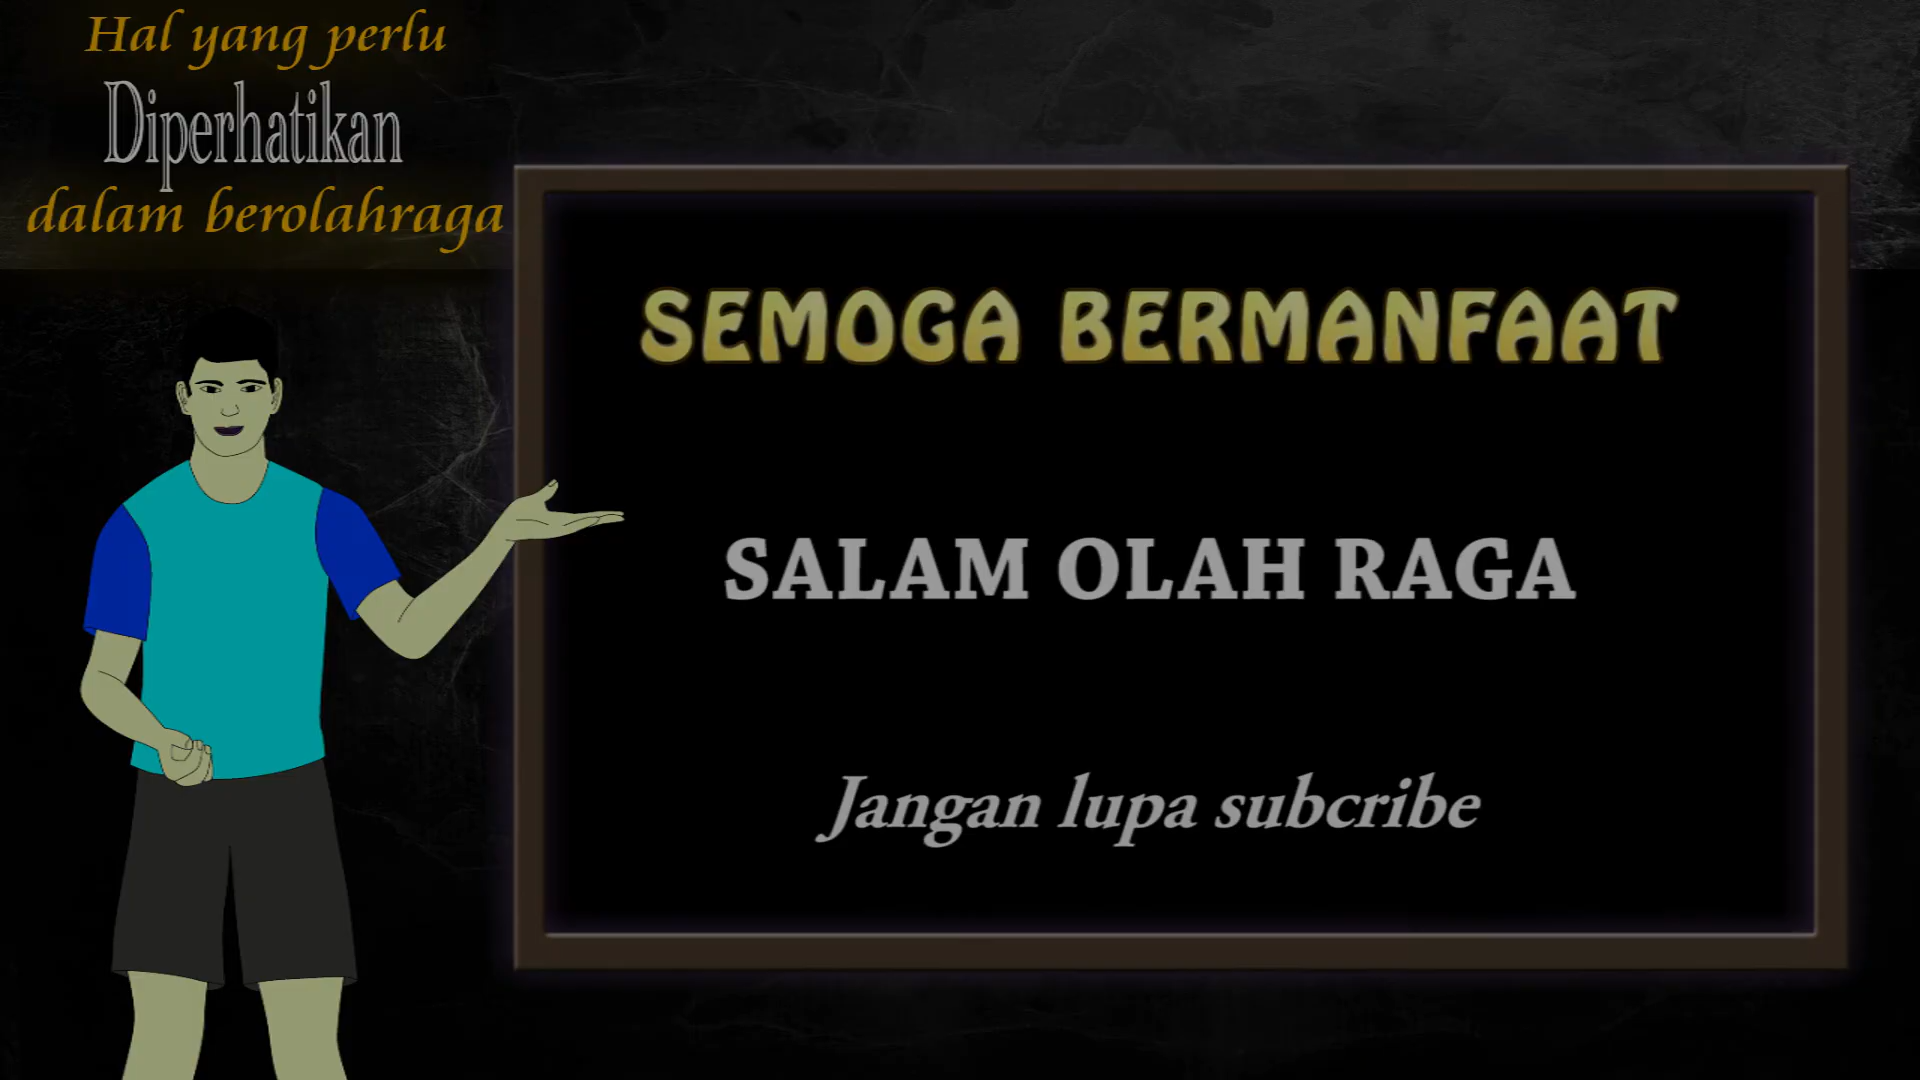 Hal yang perlu
Diperhatikan
dalam berolahraga
SEMOGA BERMANFAAT
SALAM OLAH RAGA
Jangan lupa subcribe